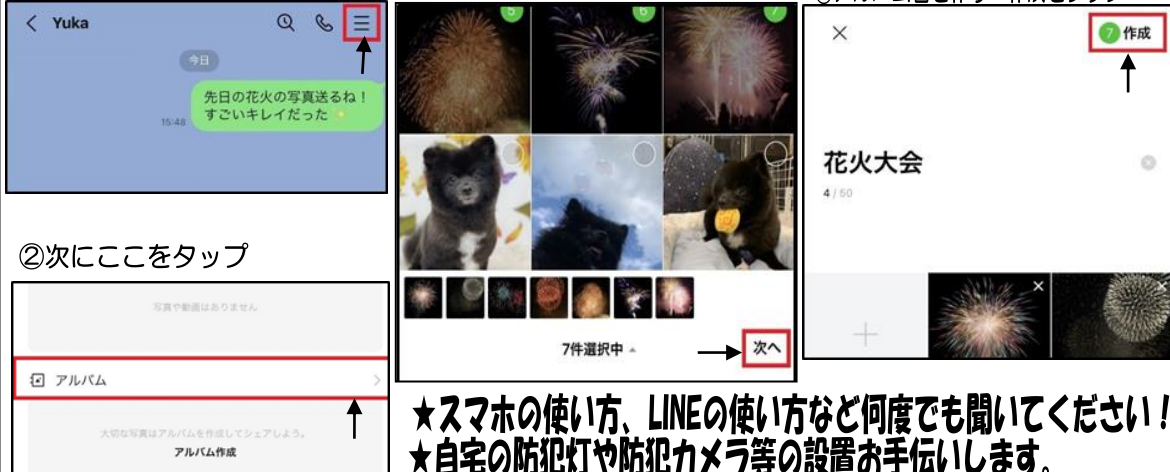 Yuka
今日
先日の花火の写真送るね！
すごいキレイだった
15:48
②次にここをタップ
写真や動画はありません
アルバム
大切な写真はアルバムを作成してシェアしよう。
アルバム作成
5
6
7件選択中
次へ
7 作成
花火大会
4/50
★スマホの使い方、LINEの使い方など何度でも聞いてください！
★自宅の防犯灯や防犯カメラ等の設置お手伝いします。